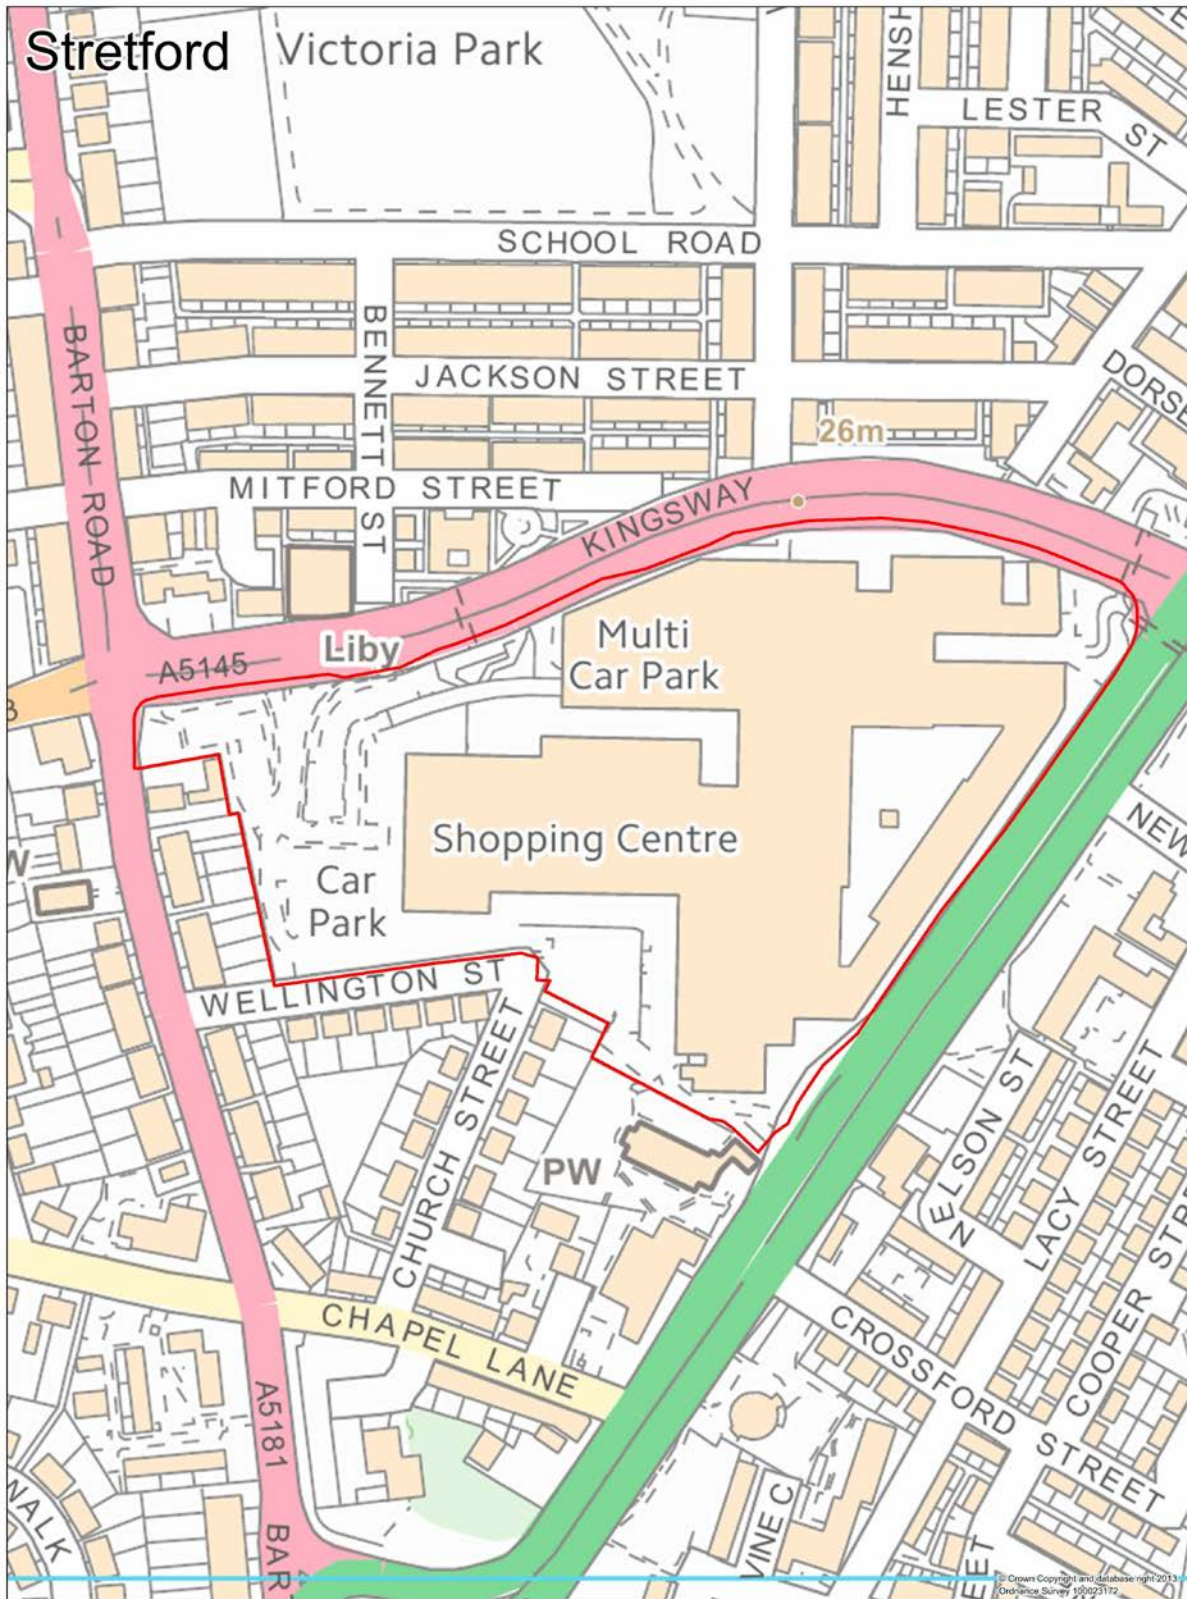 Stretford
Victoria Park
HENSH
LESTER ST
SCHOOL ROAD
BARTON ROAD
BENNETT ST
JACKSON STREET
DORSE
26m
MITFORD STREET
KINGSWAY
Liby
A5145
Multi
Car Park
Shopping Centre
Car
Park
NEW
WELLINGTON ST
CHURCH STREET
PW
NELSON ST
LACY STREET
COOPER STR
CHAPEL LANE
CROSSFORD STREET
A5181
BAR
WALK
VINE C
EET
© Crown Copyright and database right 2013
Ordnance Survey 100023172